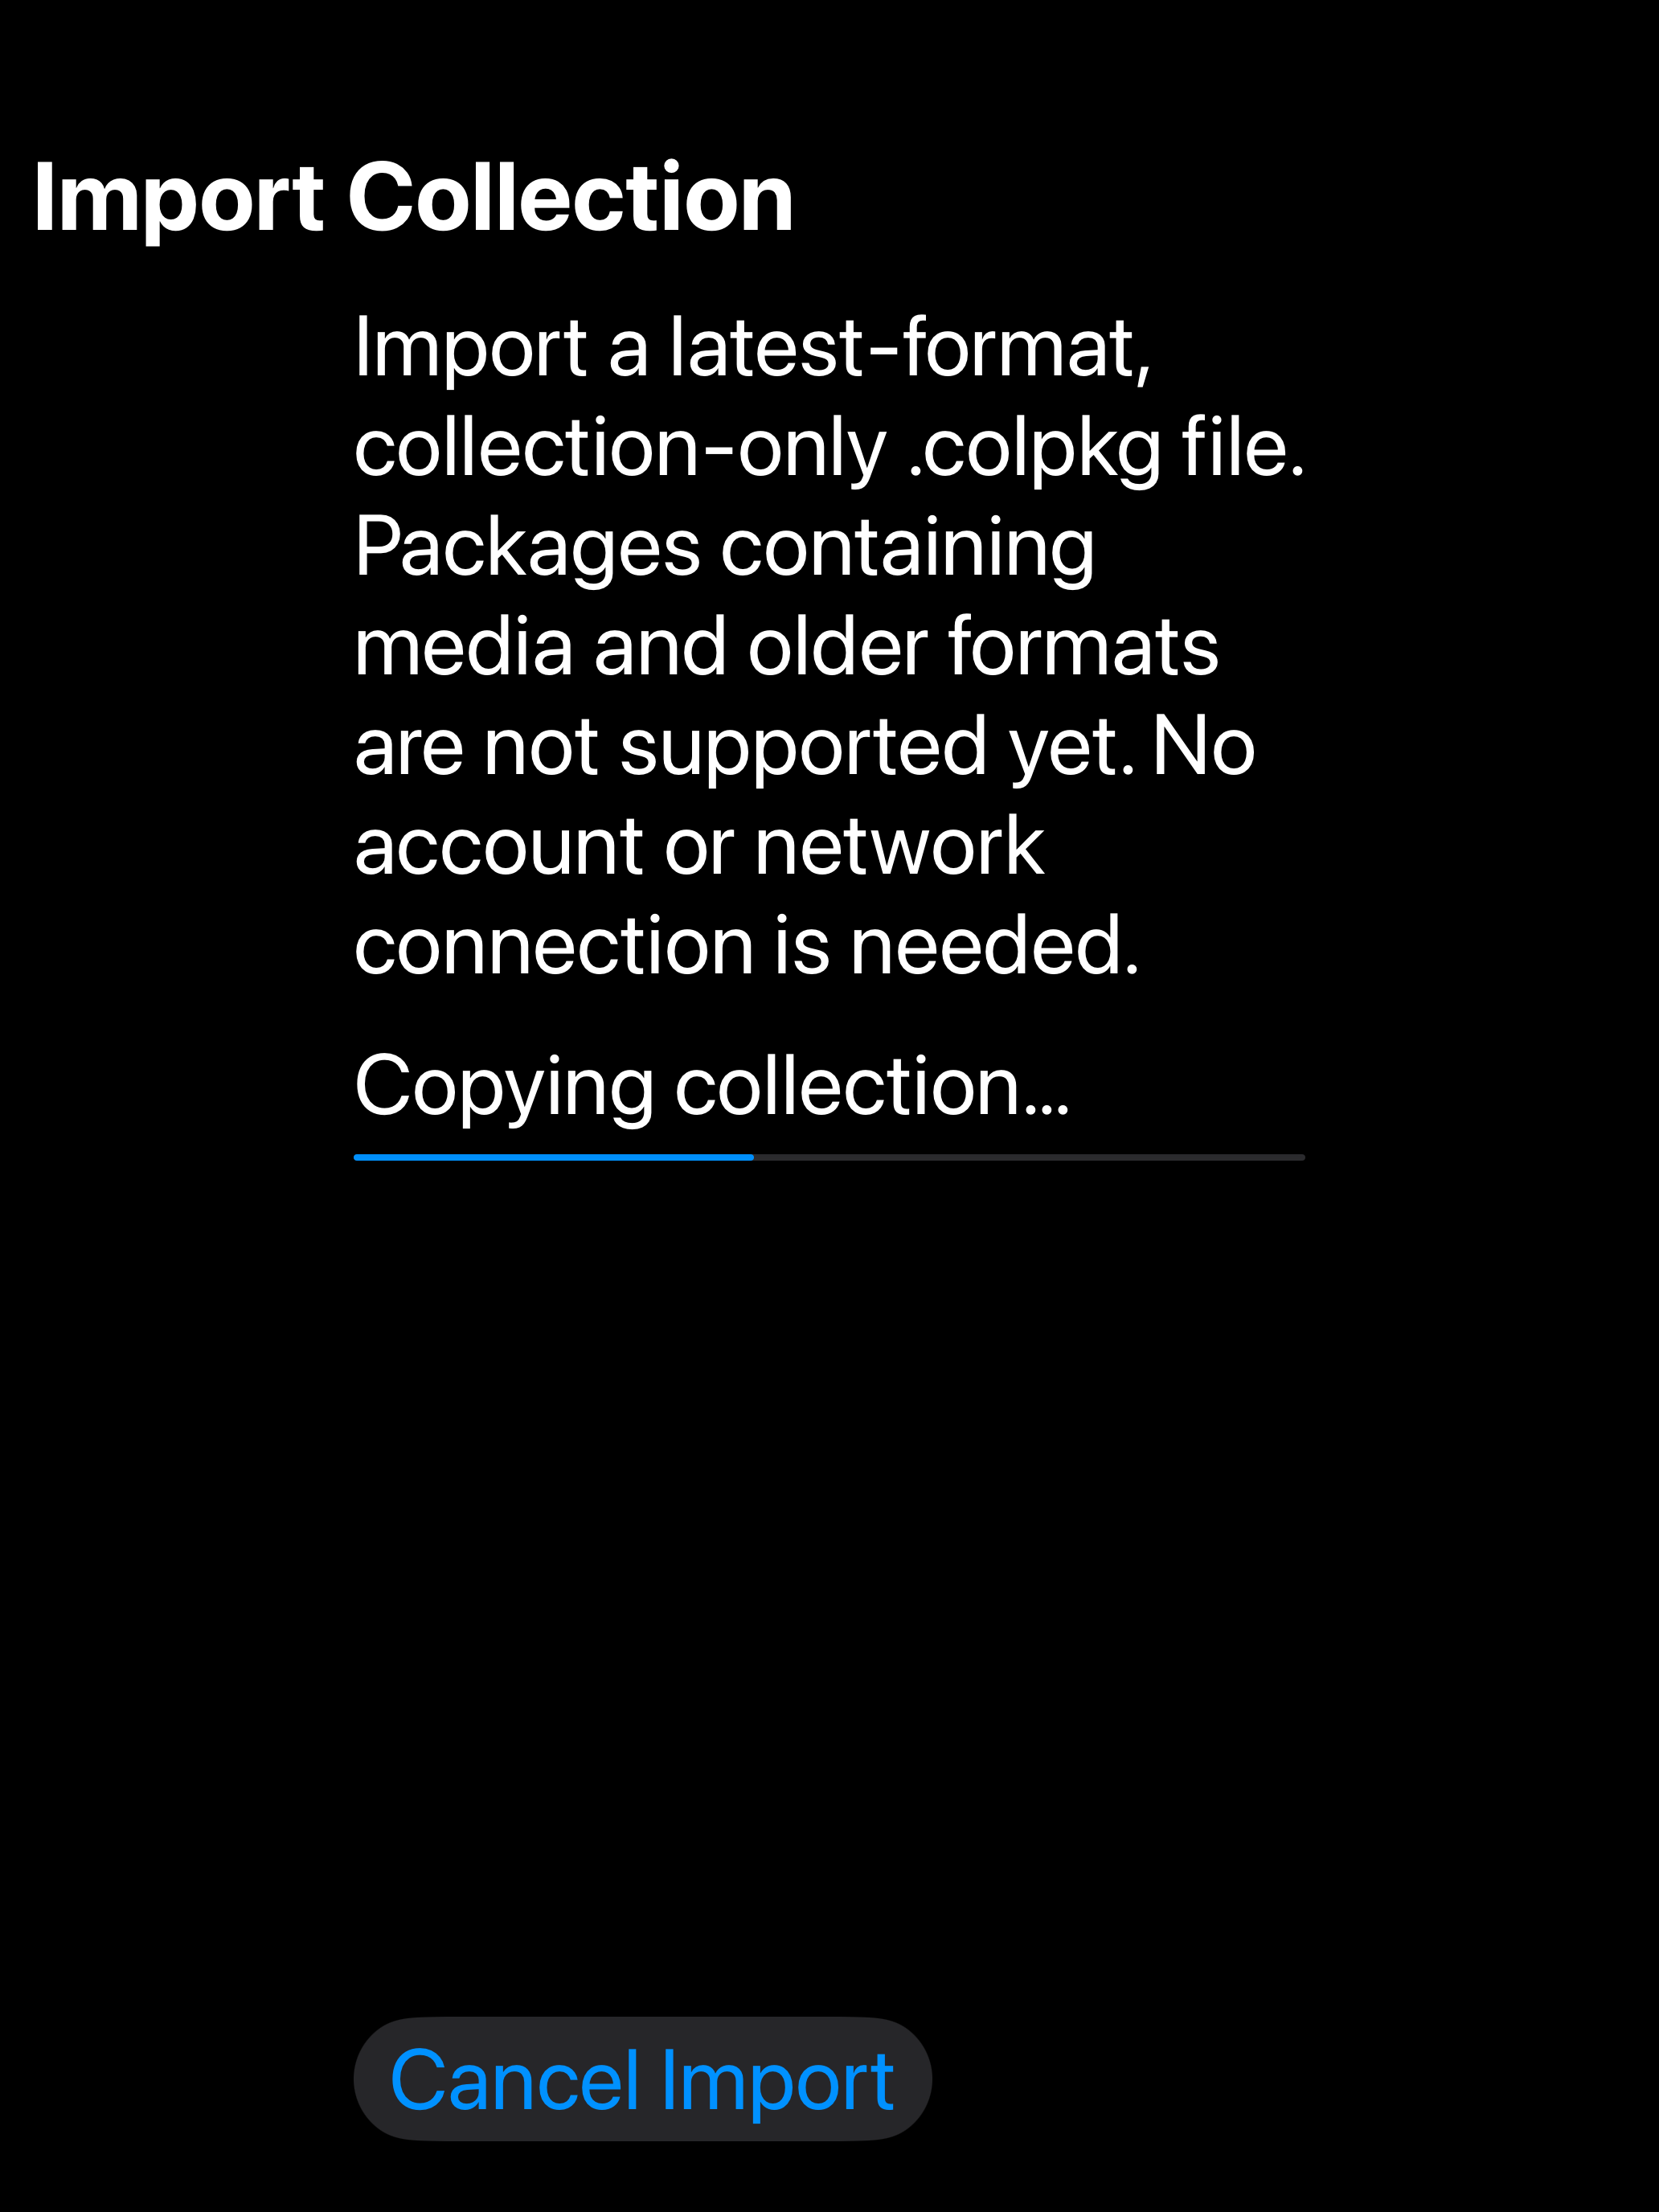 Import Collection
Import a latest-format,
collection-only .colpkg file.
Packages containing
media and older formats
are not supported yet. No
account or network
connection is needed.
Copying collection…
Cancel Import